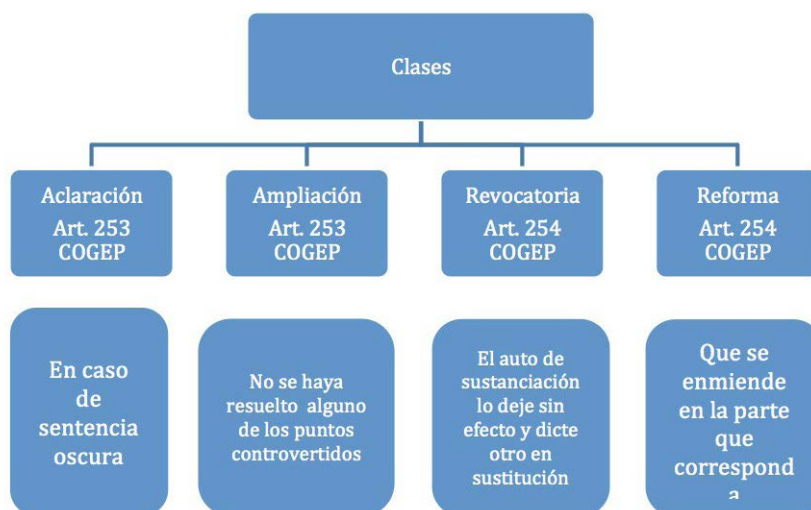 Clases
Aclaración
Art. 253
COGEP
Ampliación
Art. 253
COGEP
Revocatoria
Art. 254
COGEP
Reforma
Art. 254
COGEP
En caso
de
sentencia
oscura
No se haya
resuelto alguno
de los puntos
controvertidos
El auto de
sustanciación
lo deje sin
efecto y dicte
otro en
sustitución
Que se
enmiende
en la parte
que
correspond
a